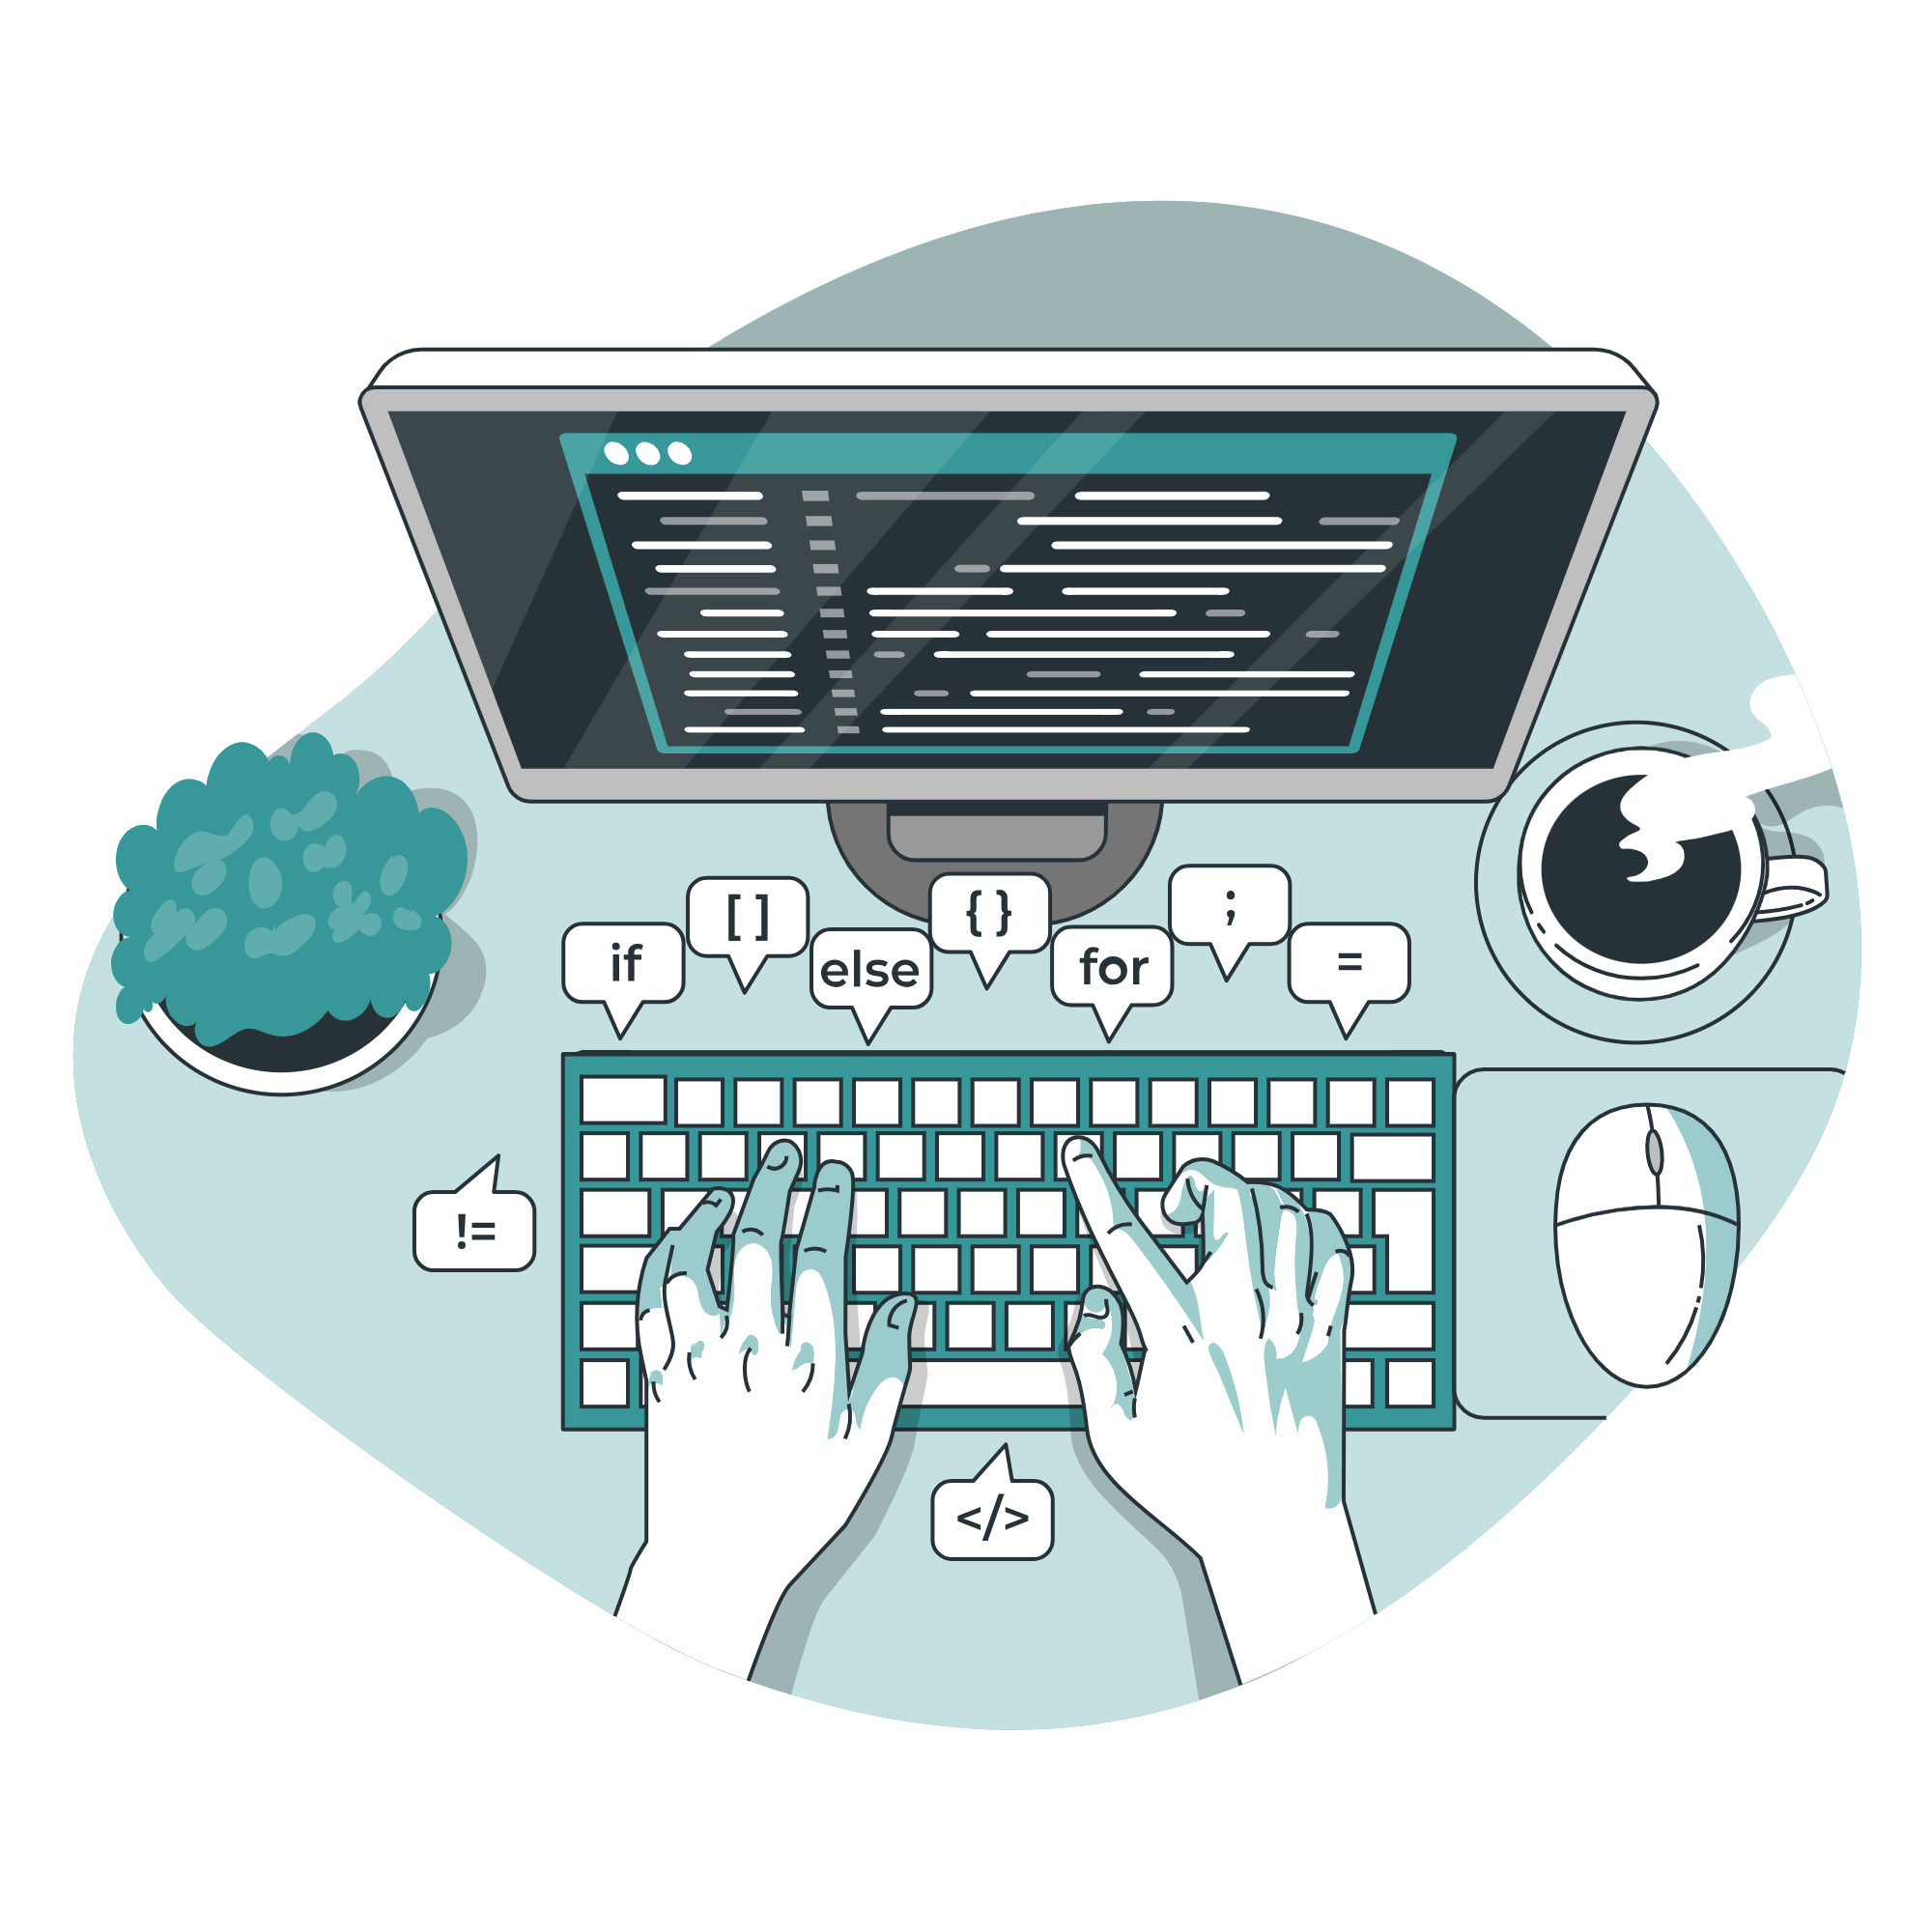 [ ]
{ }
;
if
else
for
=
!=
</>